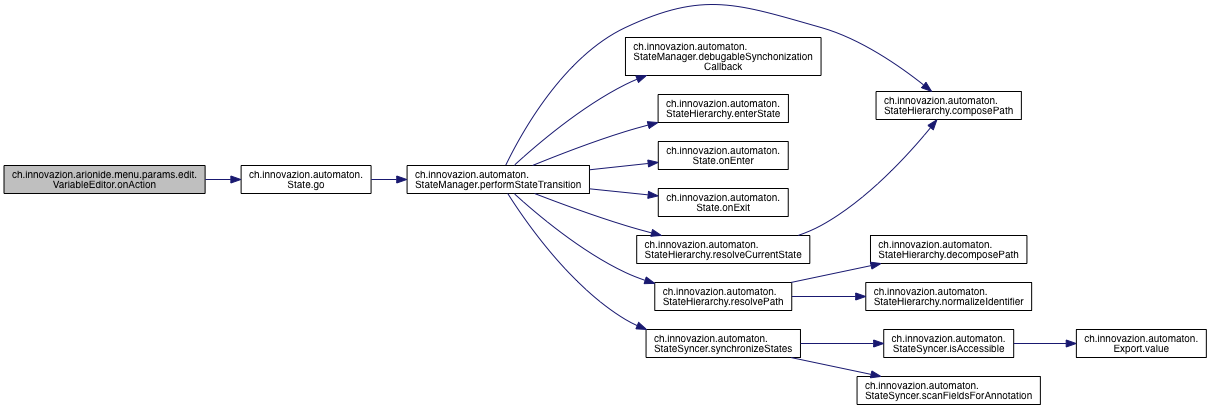 ch.innovazion.arionide.menu.params.edit.
VariableEditor.onAction
ch.innovazion.automaton.
State.go
ch.innovazion.automaton.
StateManager.performStateTransition
ch.innovazion.automaton.
StateManager.debugableSynchonization
Callback
ch.innovazion.automaton.
StateHierarchy.enterState
ch.innovazion.automaton.
State.onEnter
ch.innovazion.automaton.
State.onExit
ch.innovazion.automaton.
StateHierarchy.resolveCurrentState
ch.innovazion.automaton.
StateHierarchy.resolvePath
ch.innovazion.automaton.
StateSyncer.synchronizeStates
ch.innovazion.automaton.
StateHierarchy.composePath
ch.innovazion.automaton.
StateHierarchy.decomposePath
ch.innovazion.automaton.
StateHierarchy.normalizeIdentifier
ch.innovazion.automaton.
StateSyncer.isAccessible
ch.innovazion.automaton.
StateSyncer.scanFieldsForAnnotation
ch.innovazion.automaton.
Export.value